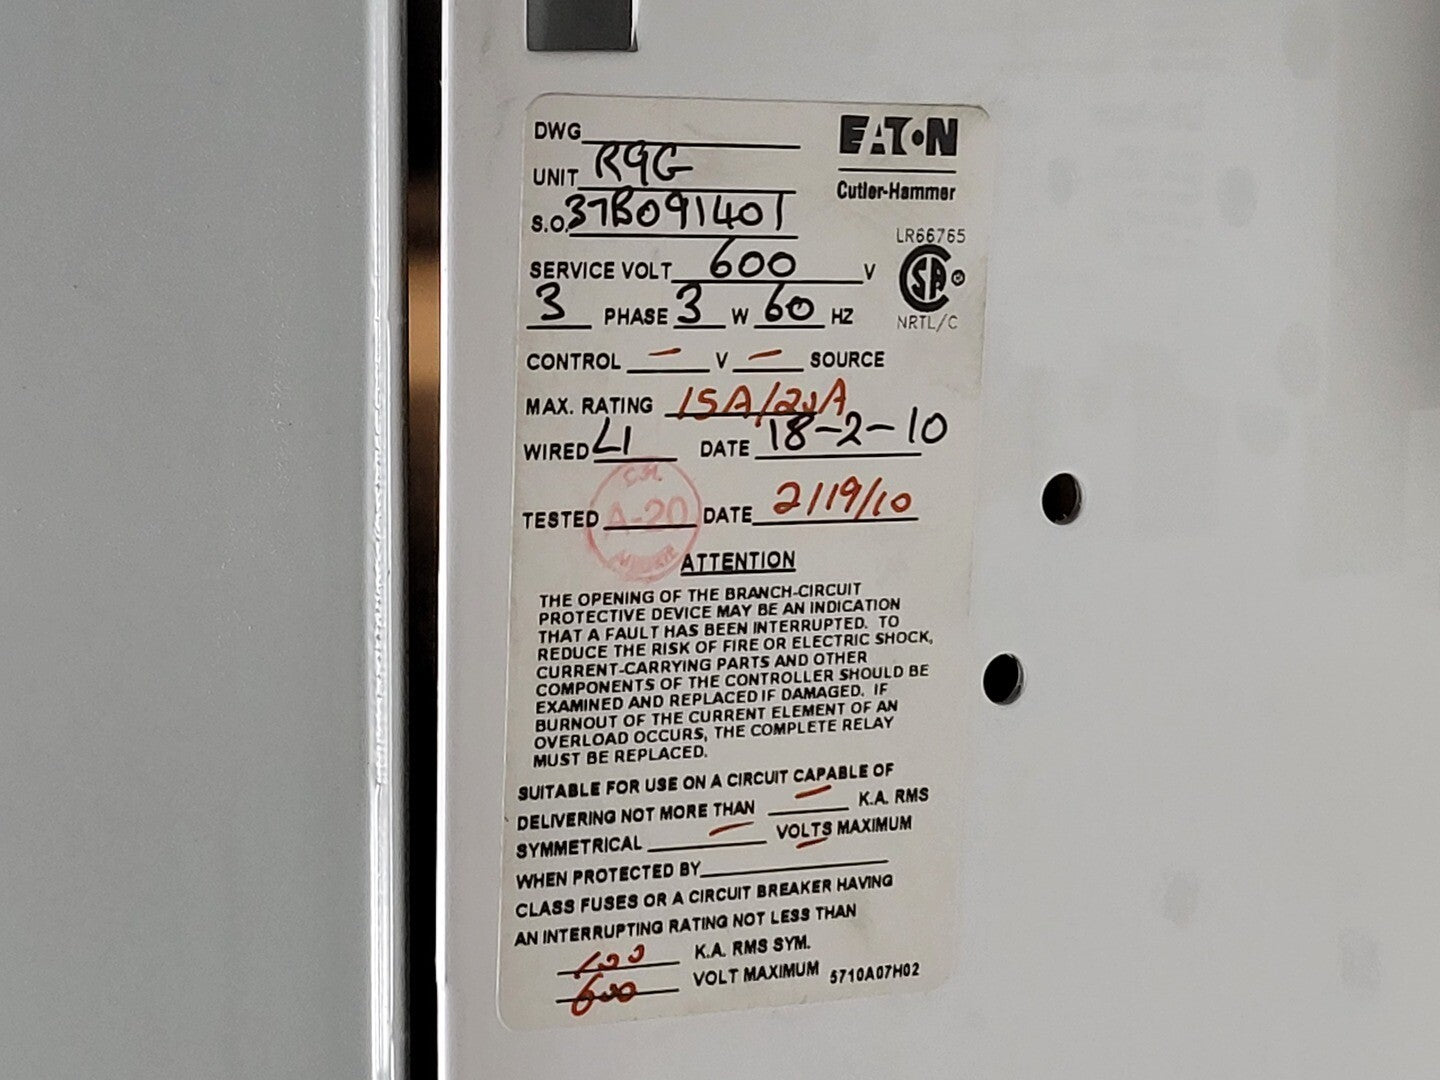 DWG
EATON
UNIT R9G
Cutler-Hammer
S.O. 37B091401
LR66765
SERVICE VOLT 600 V
SA ®
3 PHASE 3 W 60 HZ
NRTL/C
CONTROL – V – SOURCE
MAX. RATING 15A/20A
WIRED L1 DATE 18-2-10
TESTED A-20 DATE 2/19/10
ATTENTION
THE OPENING OF THE BRANCH-CIRCUIT
PROTECTIVE DEVICE MAY BE AN INDICATION
THAT A FAULT HAS BEEN INTERRUPTED. TO
REDUCE THE RISK OF FIRE OR ELECTRIC SHOCK,
CURRENT-CARRYING PARTS AND OTHER
COMPONENTS OF THE CONTROLLER SHOULD BE
EXAMINED AND REPLACED IF DAMAGED. IF
BURNOUT OF THE CURRENT ELEMENT OF AN
OVERLOAD OCCURS, THE COMPLETE RELAY
MUST BE REPLACED.
SUITABLE FOR USE ON A CIRCUIT CAPABLE OF
DELIVERING NOT MORE THAN – K.A. RMS
SYMMETRICAL – VOLTS MAXIMUM
WHEN PROTECTED BY –
CLASS FUSES OR A CIRCUIT BREAKER HAVING
AN INTERRUPTING RATING NOT LESS THAN
100 K.A. RMS SYM.
600 VOLT MAXIMUM 5710A07H02